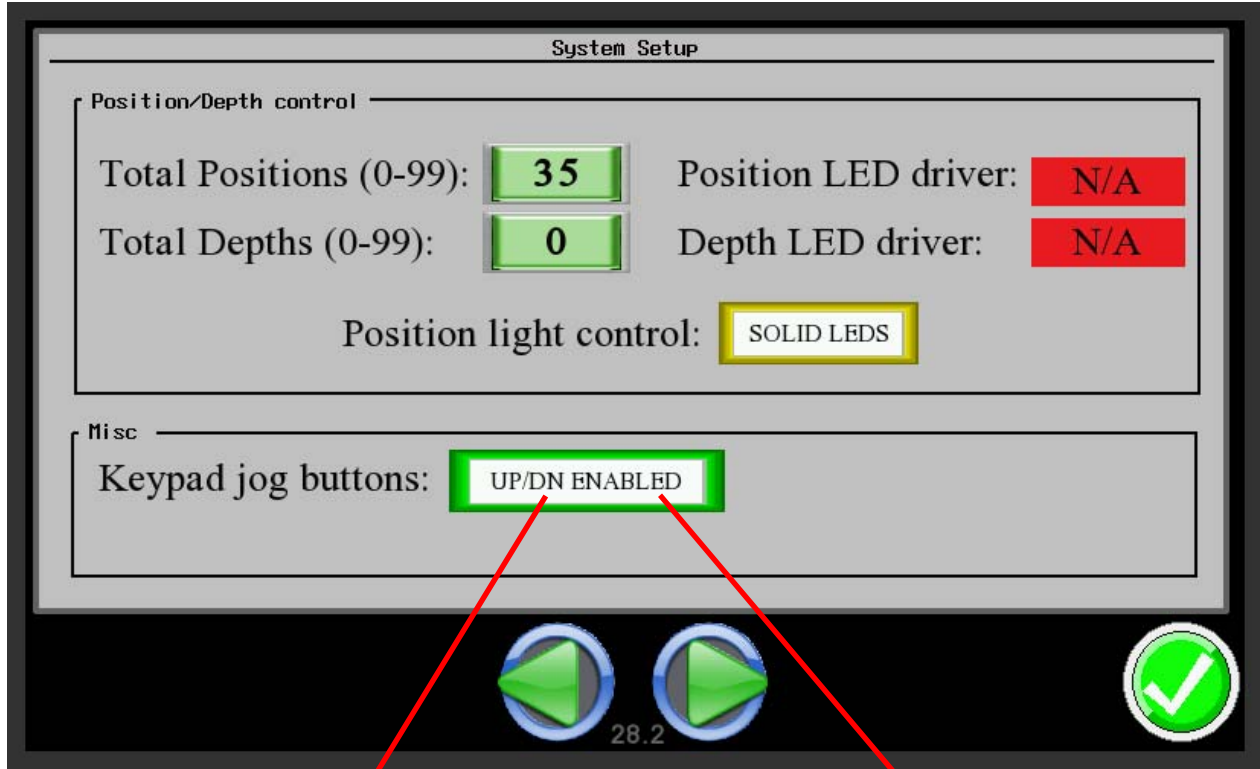 System Setup
Position/Depth control
Total Positions (0-99): 35 Position LED driver: N/A
Total Depths (0-99): 0 Depth LED driver: N/A
Position light control: SOLID LEDS
Misc
Keypad jog buttons: UP/DN ENABLED
28.2